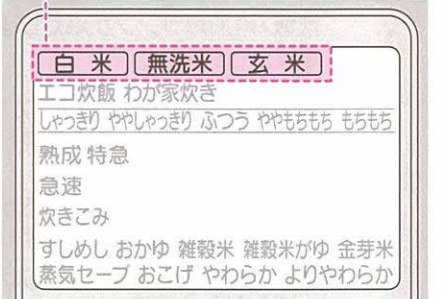 白米 無洗米 玄米
エコ炊飯 わが家炊き
しゃっきり ややしゃっきり ふつう ややもちもち もちもち
熟成 特急
急速
炊きこみ
すしめし おかゆ 雑穀米 雑穀米がゆ 金芽米
蒸気セーブ おこげ やわらか よりやわらか